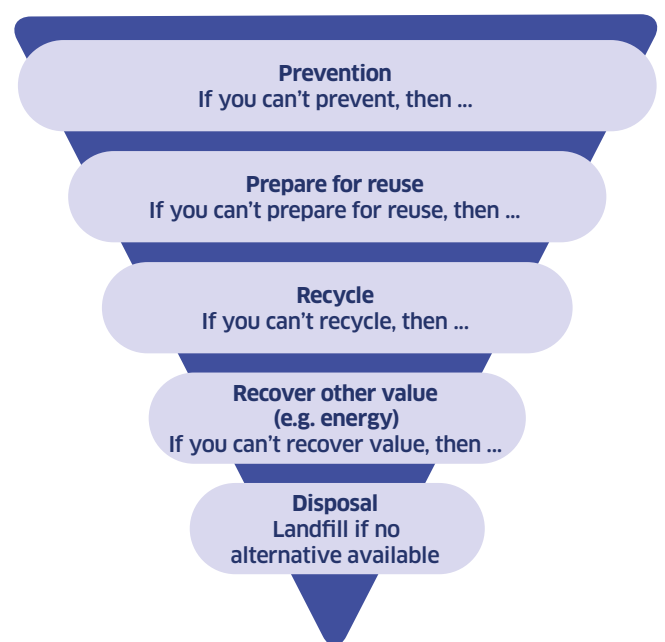 Prevention
If you can't prevent, then ...
Prepare for reuse
If you can't prepare for reuse, then ...
Recycle
If you can't recycle, then ...
Recover other value
(e.g. energy)
If you can't recover value, then ...
Disposal
Landfill if no
alternative available